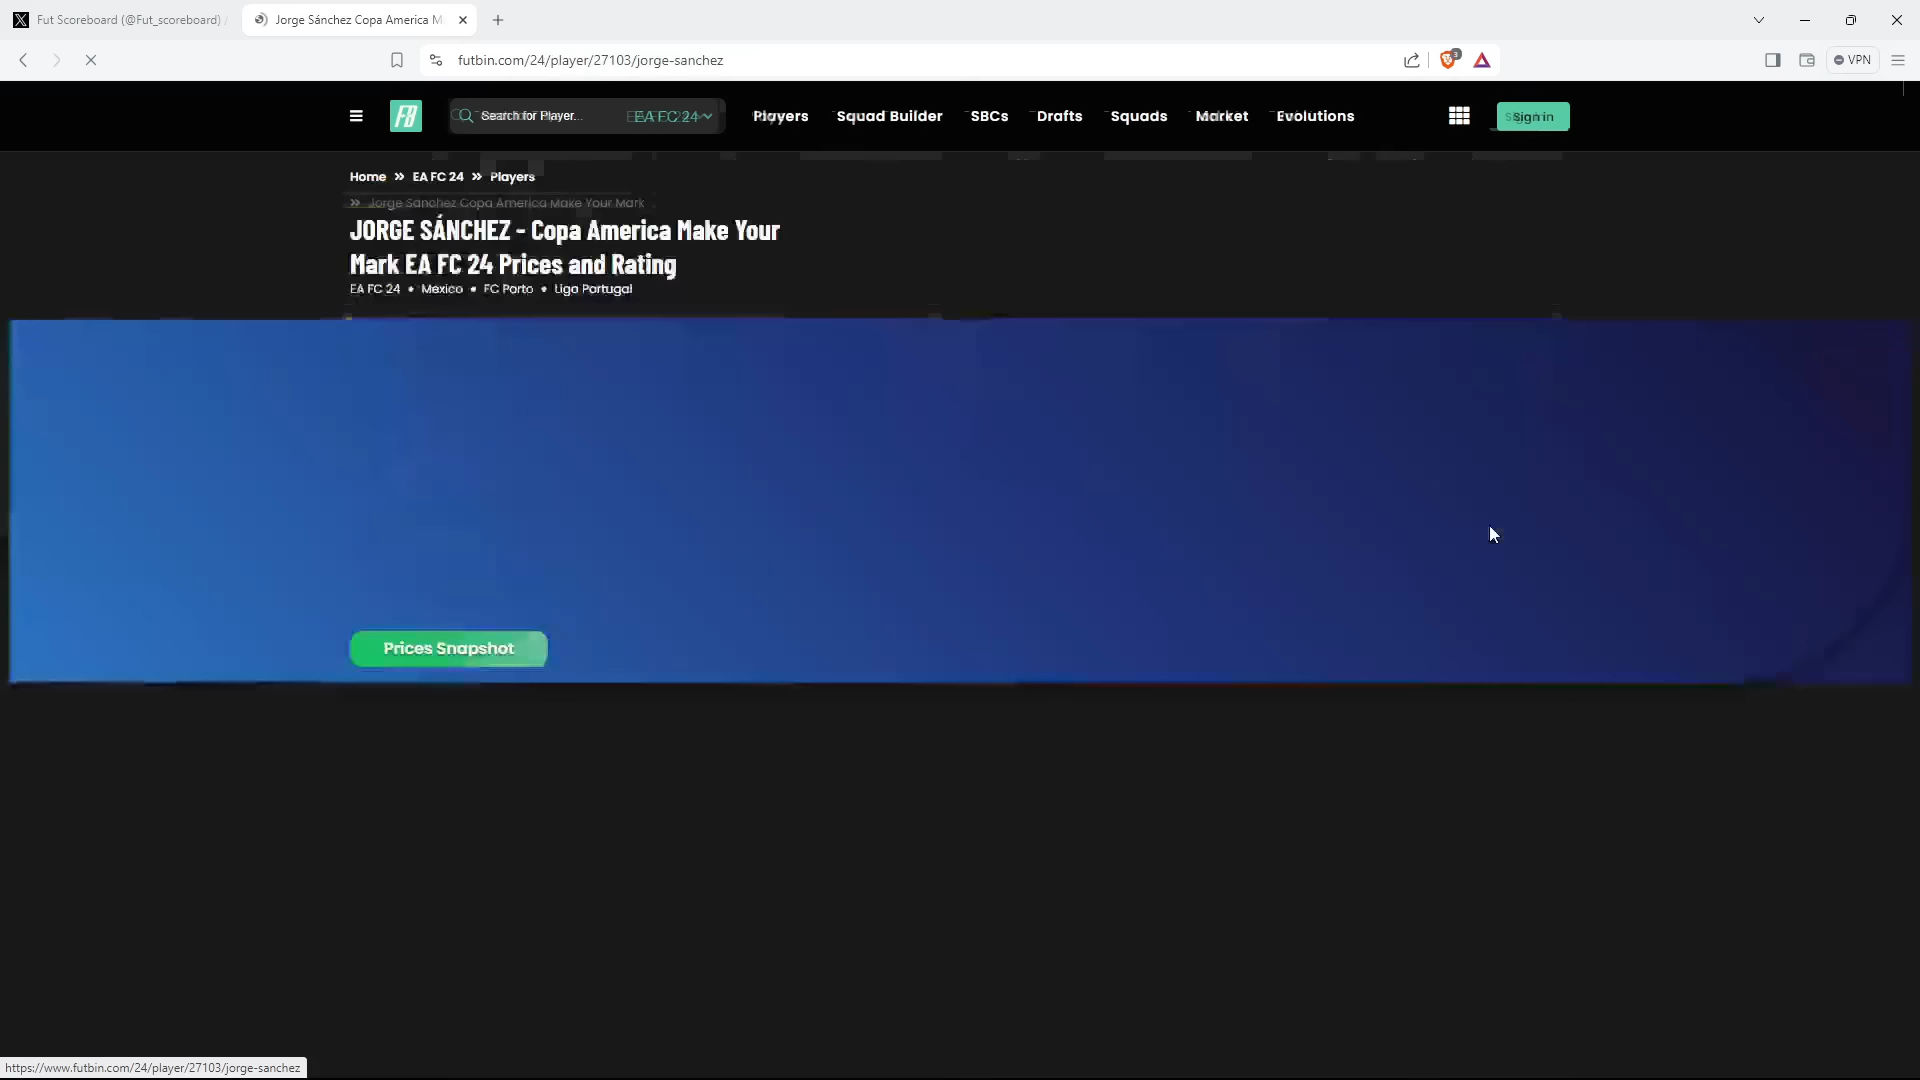 Fut Scoreboard (@Fut_scoreboard) /
Jorge Sánchez Copa America M
futbin.com/24/player/27103/jorge-sanchez
3
VPN
FB
Search for Player...
EA FC 24
Players
Squad Builder
SBCs
Drafts
Squads
Market
Evolutions
Sign in
Home » EA FC 24 » Players
» Jorge Sánchez Copa America Make Your Mark
JORGE SÁNCHEZ - Copa America Make Your
Mark EA FC 24 Prices and Rating
EA FC 24 • Mexico • FC Porto • Liga Portugal
Prices Snapshot
https://www.futbin.com/24/player/27103/jorge-sanchez